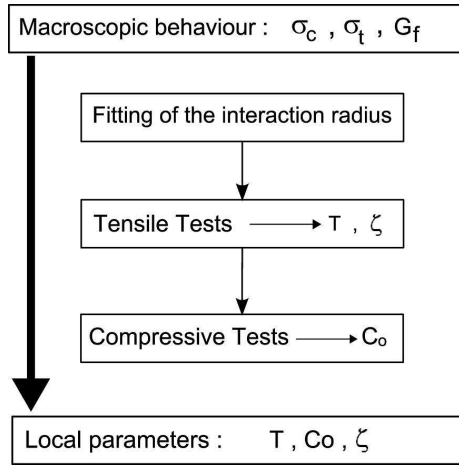 Macroscopic behaviour : σc , σt , Gf
Fitting of the interaction radius
Tensile Tests → T , ζ
Compressive Tests → Co
Local parameters : T , Co , ζ